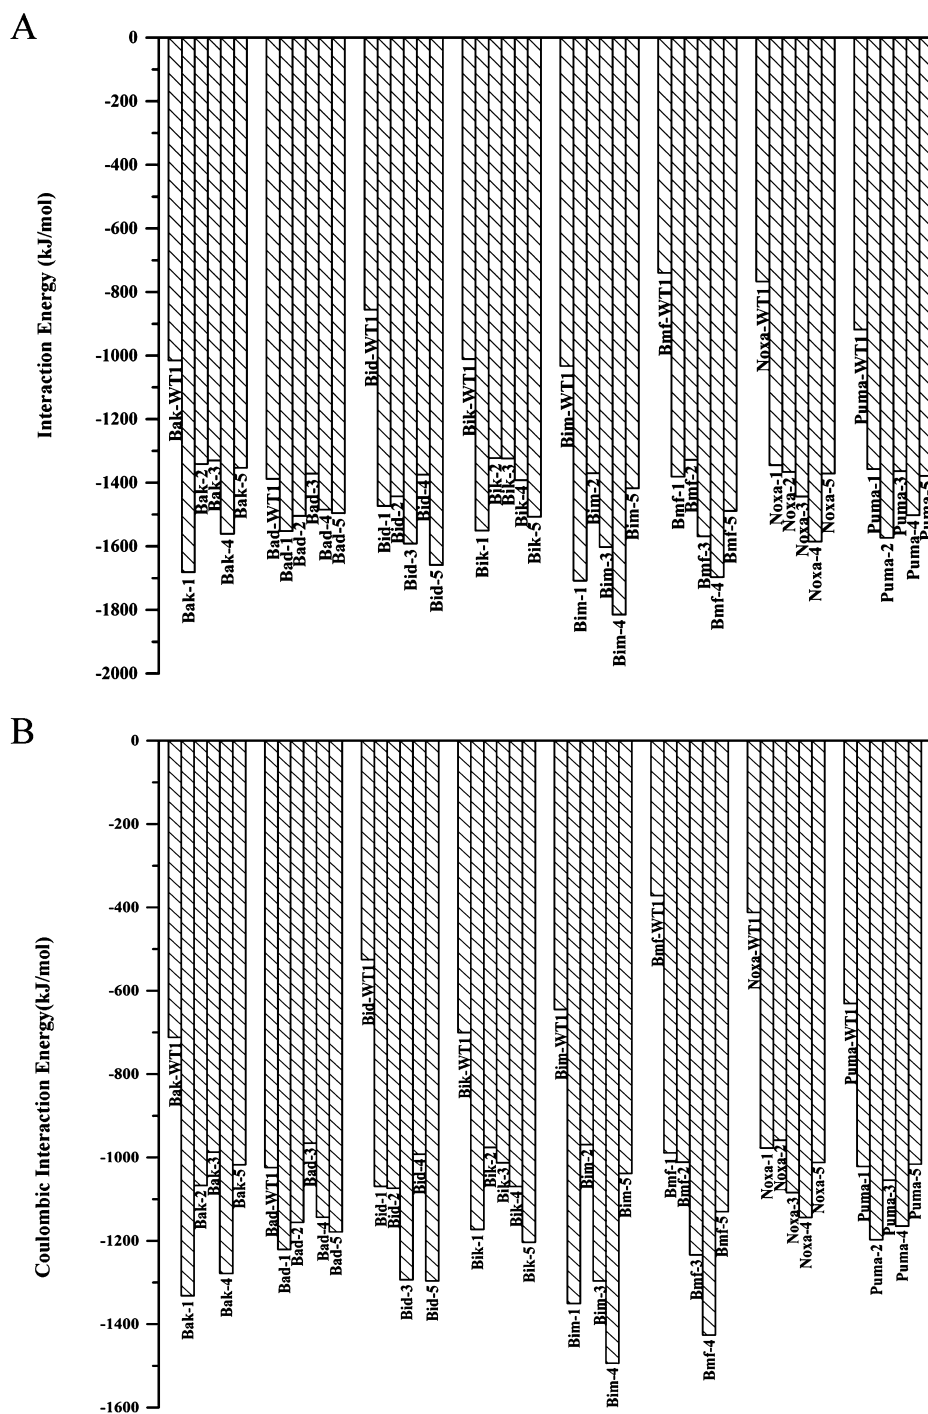 A
0
-200
-400
-600
-800
-1000
-1200
-1400
-1600
-1800
-2000
Interaction Energy (kJ/mol)
Bak-WT1
Bak-1
Bak-2
Bak-3
Bak-4
Bak-5
Bad-WT1
Bad-1
Bad-2
Bad-3
Bad-4
Bad-5
Bid-WT1
Bid-1
Bid-2
Bid-3
Bid-4
Bid-5
Bik-WT1
Bik-1
Bik-2
Bik-3
Bik-4
Bik-5
Bim-WT1
Bim-1
Bim-2
Bim-3
Bim-4
Bim-5
Bmf-WT1
Bmf-1
Bmf-2
Bmf-3
Bmf-4
Bmf-5
Noxa-WT1
Noxa-1
Noxa-2
Noxa-3
Noxa-4
Noxa-5
Puma-WT1
Puma-1
Puma-2
Puma-3
Puma-4
Puma-5
B
0
-200
-400
-600
-800
-1000
-1200
-1400
-1600
Coulombic Interaction Energy(kJ/mol)
Bak-WT1
Bak-1
Bak-2
Bak-3
Bak-4
Bak-5
Bad-WT1
Bad-1
Bad-2
Bad-3
Bad-4
Bad-5
Bid-WT1
Bid-1
Bid-2
Bid-3
Bid-4
Bid-5
Bik-WT1
Bik-1
Bik-2
Bik-3
Bik-4
Bik-5
Bim-WT1
Bim-1
Bim-2
Bim-3
Bim-4
Bim-5
Bmf-WT1
Bmf-1
Bmf-2
Bmf-3
Bmf-4
Bmf-5
Noxa-WT1
Noxa-1
Noxa-2
Noxa-3
Noxa-4
Noxa-5
Puma-WT1
Puma-1
Puma-2
Puma-3
Puma-4
Puma-5